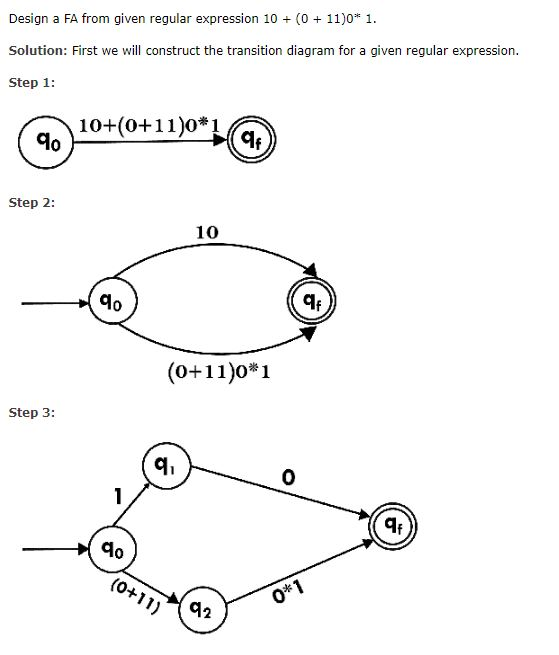 Design a FA from given regular expression 10 + (0 + 11)0* 1.
Solution: First we will construct the transition diagram for a given regular expression.
Step 1:
q0 10+(0+11)0*1 qf
Step 2:
10
q0 qf
(0+11)0*1
Step 3:
q1
0
1
qf
q0
(0+11)
0*1
q2